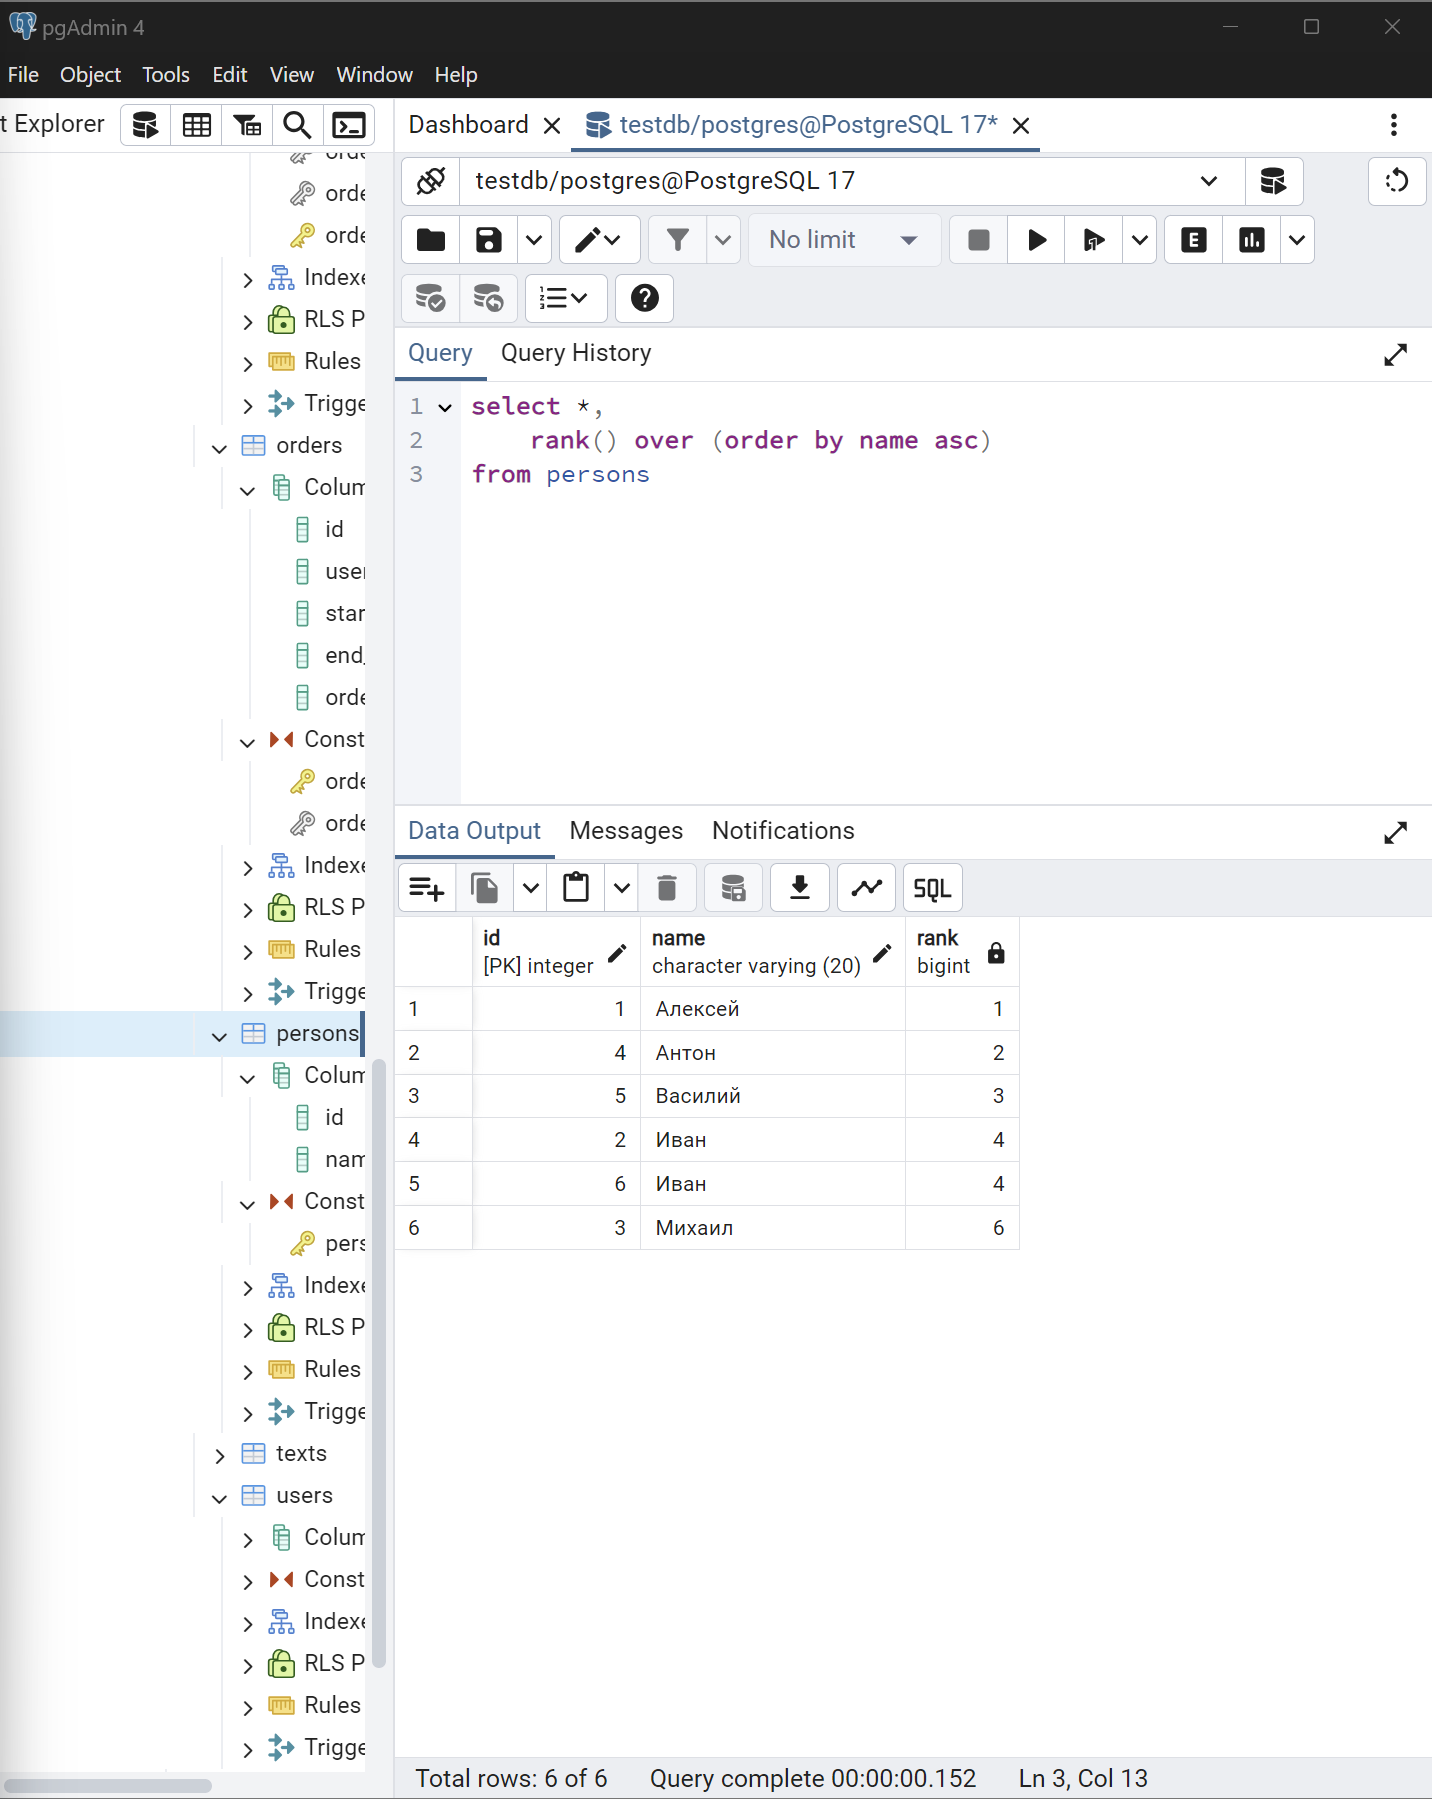 pgAdmin 4
File Object Tools Edit View Window Help
t Explorer
Dashboard
testdb/postgres@PostgreSQL 17*
testdb/postgres@PostgreSQL 17
No limit
E
Query Query History
1 select *,
2 rank() over (order by name asc)
3 from persons
Data Output Messages Notifications
SQL
id name rank
[PK] integer character varying (20) bigint
1 1 Алексей 1
2 4 Антон 2
3 5 Василий 3
4 2 Иван 4
5 6 Иван 4
6 3 Михаил 6
Total rows: 6 of 6 Query complete 00:00:00.152 Ln 3, Col 13
orde
orde
Indexe
RLS P
Rules
Trigge
orders
Colum
id
user
star
end_
orde
Const
orde
orde
Indexe
RLS P
Rules
Trigge
persons
Colum
id
nam
Const
pers
Indexe
RLS P
Rules
Trigge
texts
users
Colum
Const
Indexe
RLS P
Rules
Trigge